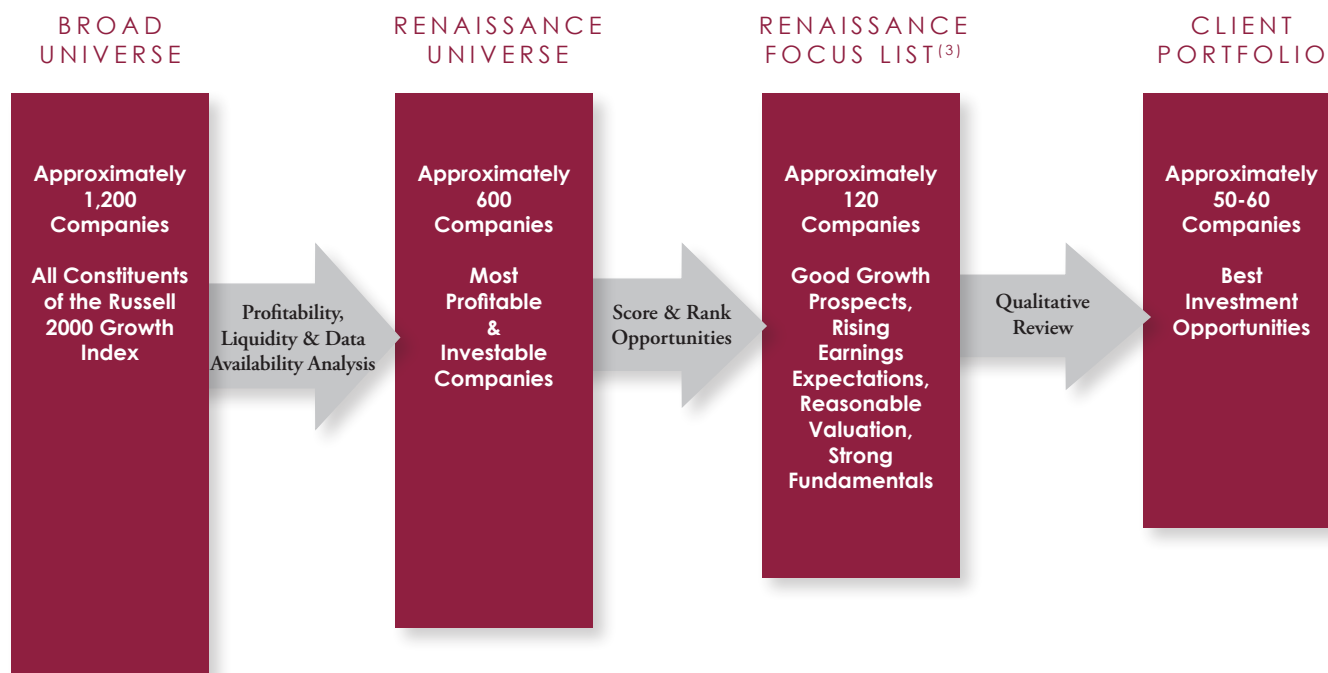 BROAD
UNIVERSE
Approximately
1,200
Companies
All Constituents
of the Russell
2000 Growth
Index
Profitability,
Liquidity & Data
Availability Analysis
RENAISSANCE
UNIVERSE
Approximately
600
Companies
Most
Profitable
&
Investable
Companies
Score & Rank
Opportunities
RENAISSANCE
FOCUS LIST(3)
Approximately
120
Companies
Good Growth
Prospects,
Rising
Earnings
Expectations,
Reasonable
Valuation,
Strong
Fundamentals
Qualitative
Review
CLIENT
PORTFOLIO
Approximately
50-60
Companies
Best
Investment
Opportunities